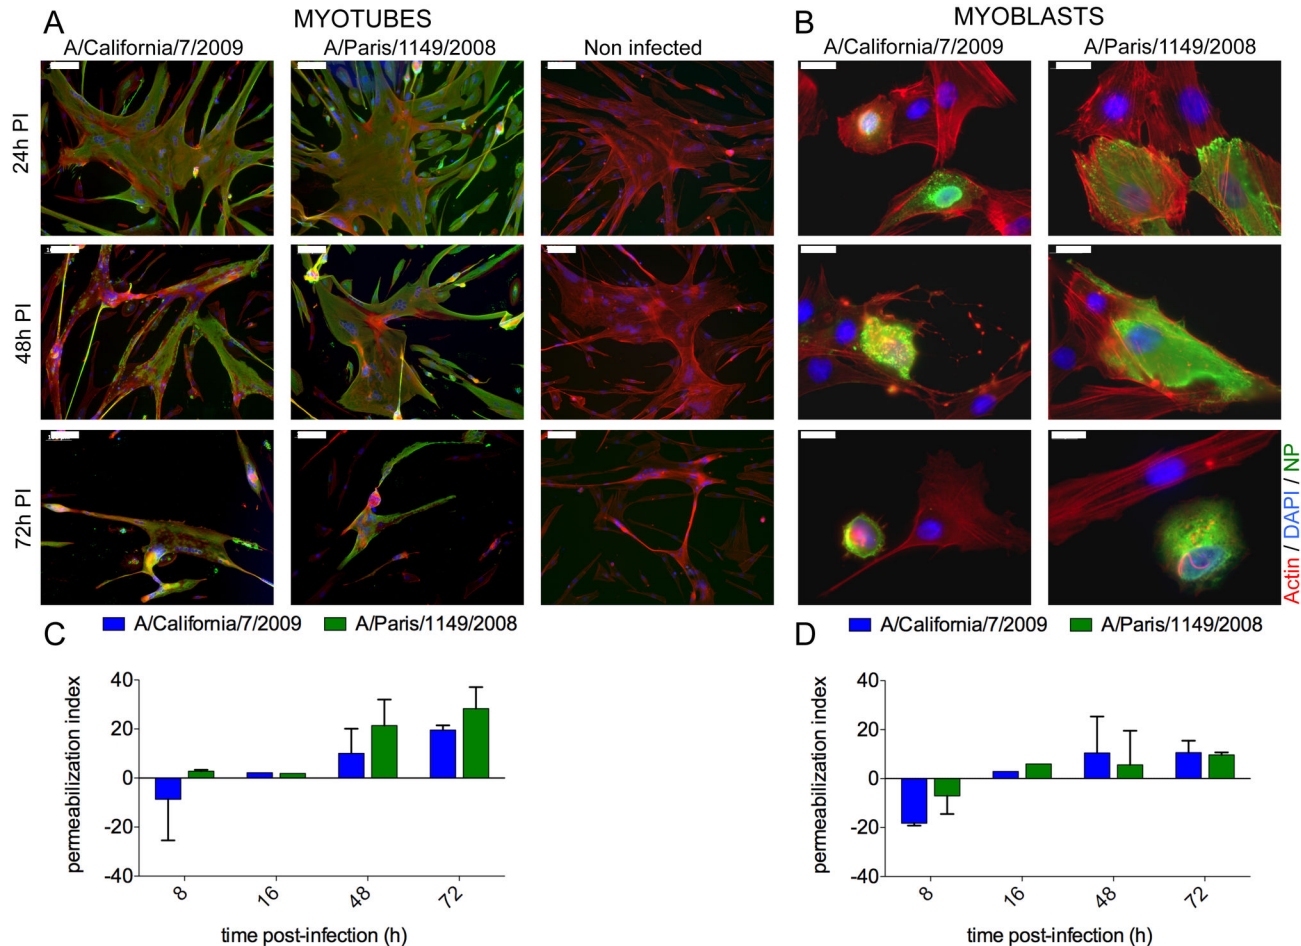 A
MYOTUBES
A/California/7/2009
A/Paris/1149/2008
Non infected
B
MYOBLASTS
A/California/7/2009
A/Paris/1149/2008
24h PI
48h PI
72h PI
Actin / DAPI / NP
C
A/California/7/2009
A/Paris/1149/2008
permeabilization index
40
20
0
-20
-40
8
16
48
72
time post-infection (h)
D
A/California/7/2009
A/Paris/1149/2008
permeabilization index
40
20
0
-20
-40
8
16
48
72
time post-infection (h)